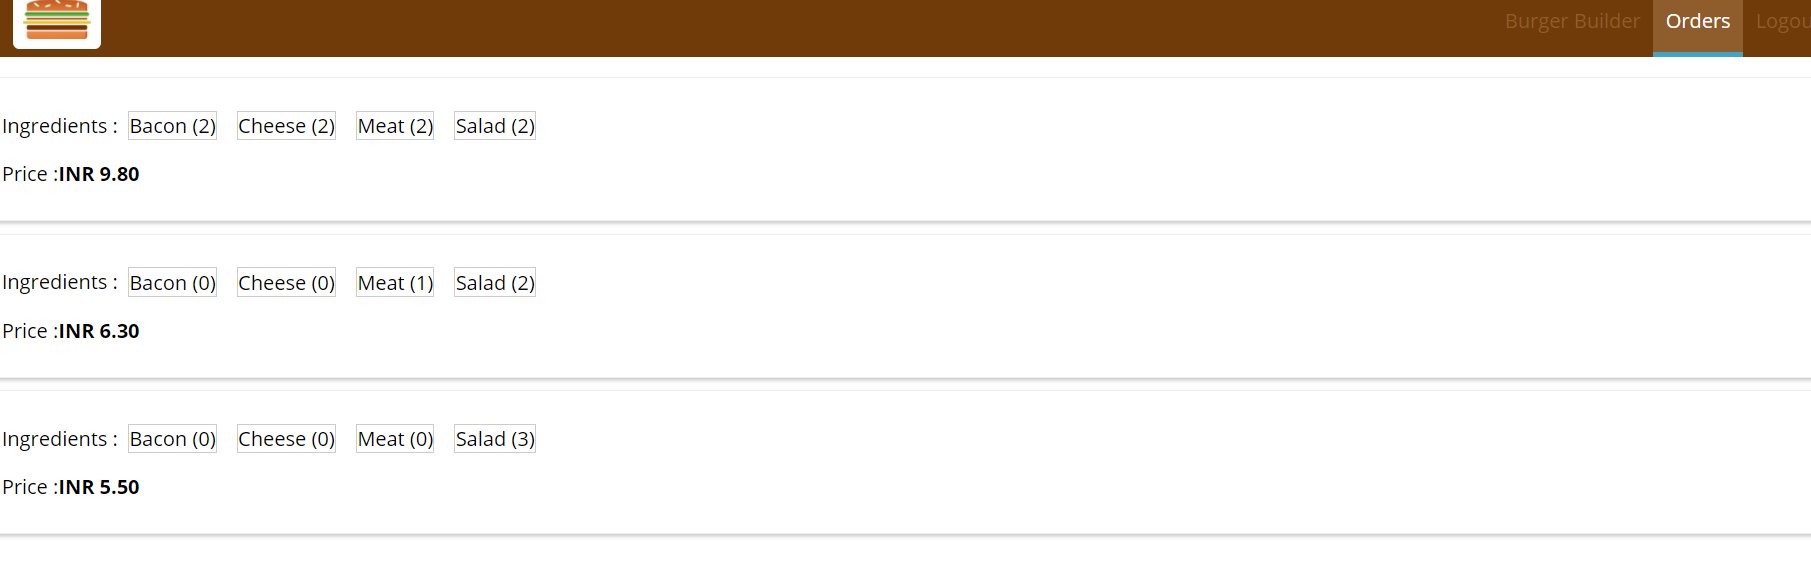 Burger Builder Orders Logou
Ingredients : Bacon (2) Cheese (2) Meat (2) Salad (2)
Price :INR 9.80
Ingredients : Bacon (0) Cheese (0) Meat (1) Salad (2)
Price :INR 6.30
Ingredients : Bacon (0) Cheese (0) Meat (0) Salad (3)
Price :INR 5.50